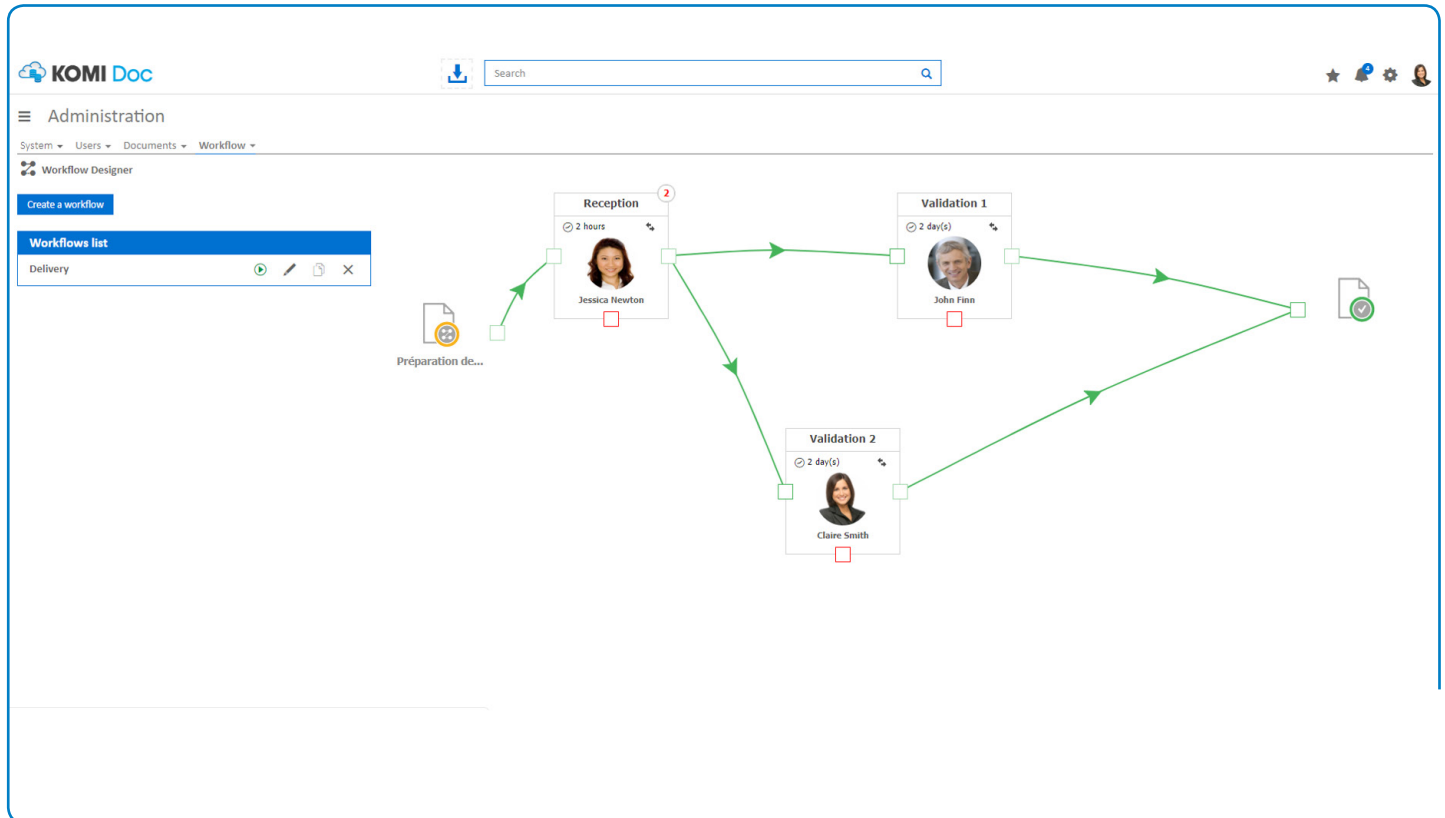 KOMI Doc
Search
4
Administration
System Users Documents Workflow
Workflow Designer
Create a workflow
Workflows list
Delivery
Préparation de...
Reception
2
2 hours
Jessica Newton
Validation 1
2 day(s)
John Finn
Validation 2
2 day(s)
Claire Smith